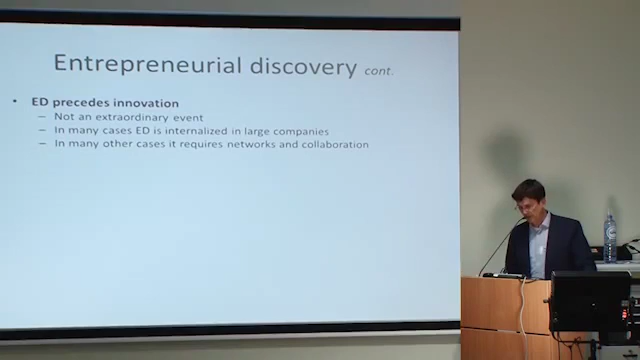 Entrepreneurial discovery cont.
• ED precedes innovation
– Not an extraordinary event
– In many cases ED is internalized in large companies
– In many other cases it requires networks and collaboration